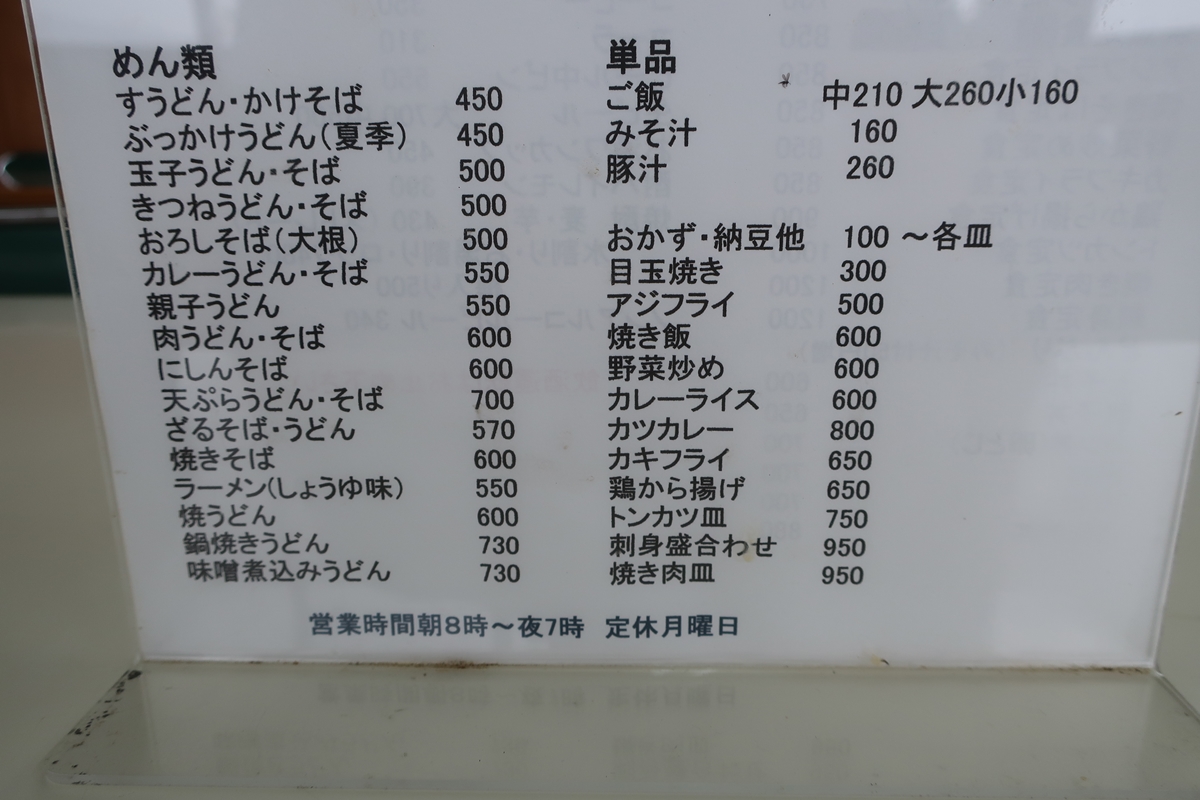 めん類
すうどん・かけそば 450
ぶっかけうどん(夏季) 450
玉子うどん・そば 500
きつねうどん・そば 500
おろしそば(大根) 500
カレーうどん・そば 550
親子うどん 550
肉うどん・そば 600
にしんそば 600
天ぷらうどん・そば 700
ざるそば・うどん 570
焼きそば 600
ラーメン(しょうゆ味) 550
焼うどん 600
鍋焼きうどん 730
味噌煮込みうどん 730
単品
ご飯 中210 大260小160
みそ汁 160
豚汁 260
おかず・納豆他 100 〜各皿
目玉焼き 300
アジフライ 500
焼き飯 600
野菜炒め 600
カレーライス 600
カツカレー 800
カキフライ 650
鶏から揚げ 650
トンカツ皿 750
刺身盛合わせ 950
焼き肉皿 950
営業時間朝8時〜夜7時 定休月曜日